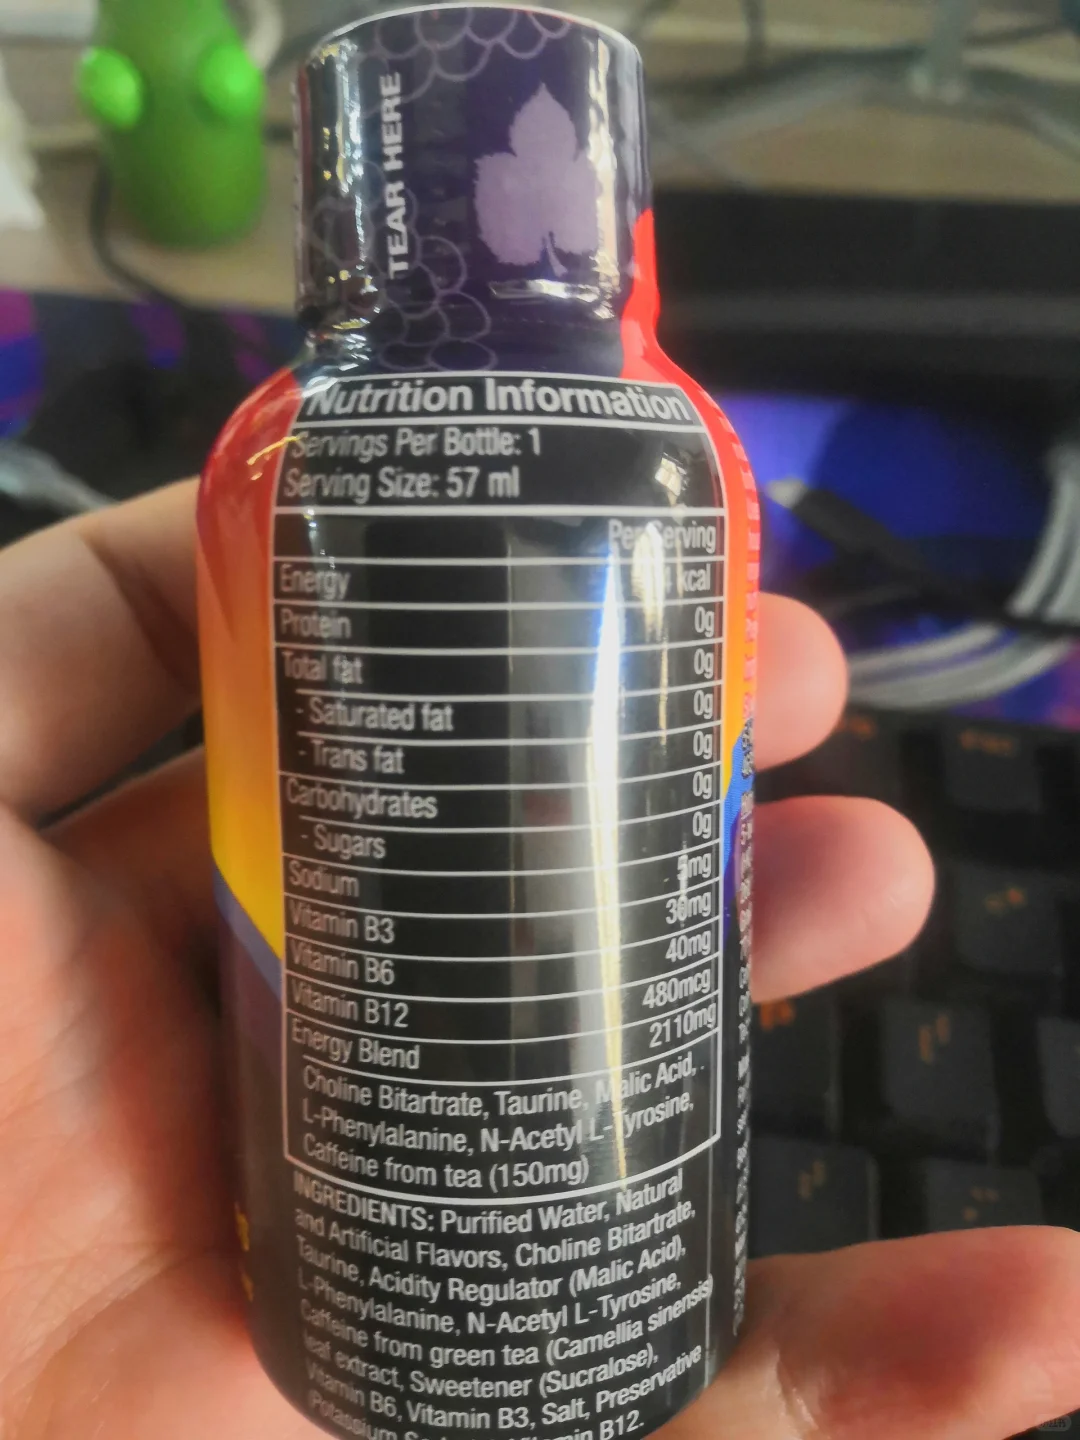 TEAR HERE
Nutrition Information
Servings Per Bottle: 1
Serving Size: 57 ml
Per Serving
Energy kcal
Protein 0g
Total fat 0g
- Saturated fat 0g
- Trans fat 0g
Carbohydrates 0g
- Sugars 0g
Sodium 5mg
Vitamin B3 30mg
Vitamin B6 40mg
Vitamin B12 480mcg
Energy Blend 2110mg
Choline Bitartrate, Taurine, Malic Acid,
L-Phenylalanine, N-Acetyl L-Tyrosine,
Caffeine from tea (150mg)
INGREDIENTS: Purified Water, Natural
and Artificial Flavors, Choline Bitartrate,
Taurine, Acidity Regulator (Malic Acid),
L-Phenylalanine, N-Acetyl L-Tyrosine,
Caffeine from green tea (Camellia sinensis)
leaf extract, Sweetener (Sucralose),
Vitamin B6, Vitamin B3, Salt, Preservative
(Potassium Vitamin B12.